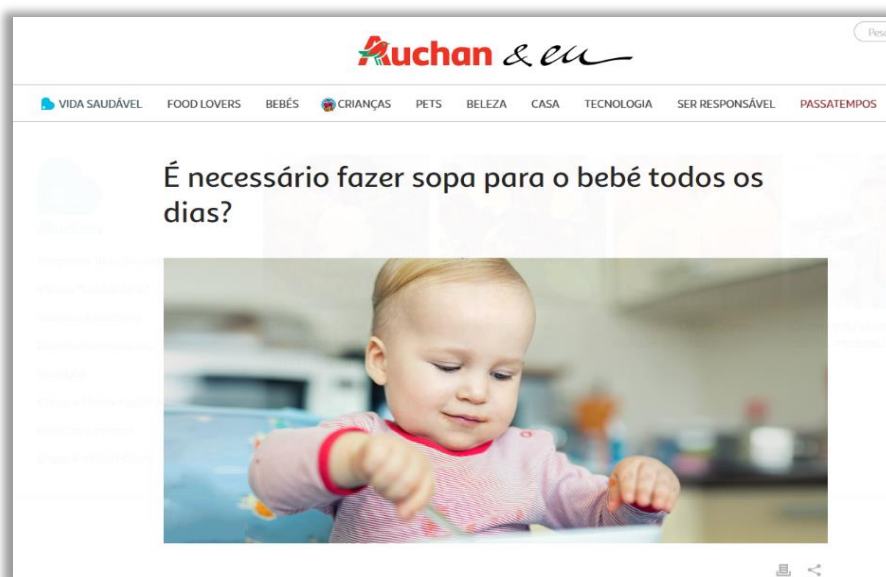 Pesq
Auchan & eu
VIDA SAUDÁVEL FOOD LOVERS BEBÉS CRIANÇAS PETS BELEZA CASA TECNOLOGIA SER RESPONSÁVEL PASSATEMPOS
É necessário fazer sopa para o bebé todos os
dias?